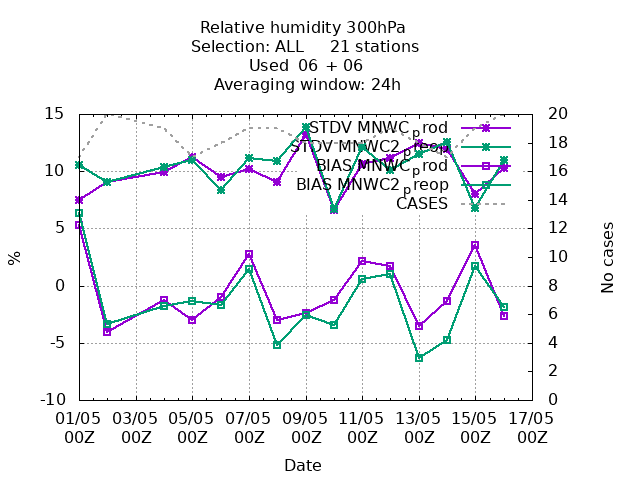 Relative humidity 300hPa
Selection: ALL 21 stations
Used 06 + 06
Averaging window: 24h
15
10
5
0
-5
-10
%
20
18
16
14
12
10
8
6
4
2
0
No cases
STDV MNWC_prod
STDV MNWC2_preop
BIAS MNWC_prod
BIAS MNWC2_preop
CASES
01/05 03/05 05/05 07/05 09/05 11/05 13/05 15/05 17/05
00Z 00Z 00Z 00Z 00Z 00Z 00Z 00Z 00Z
Date